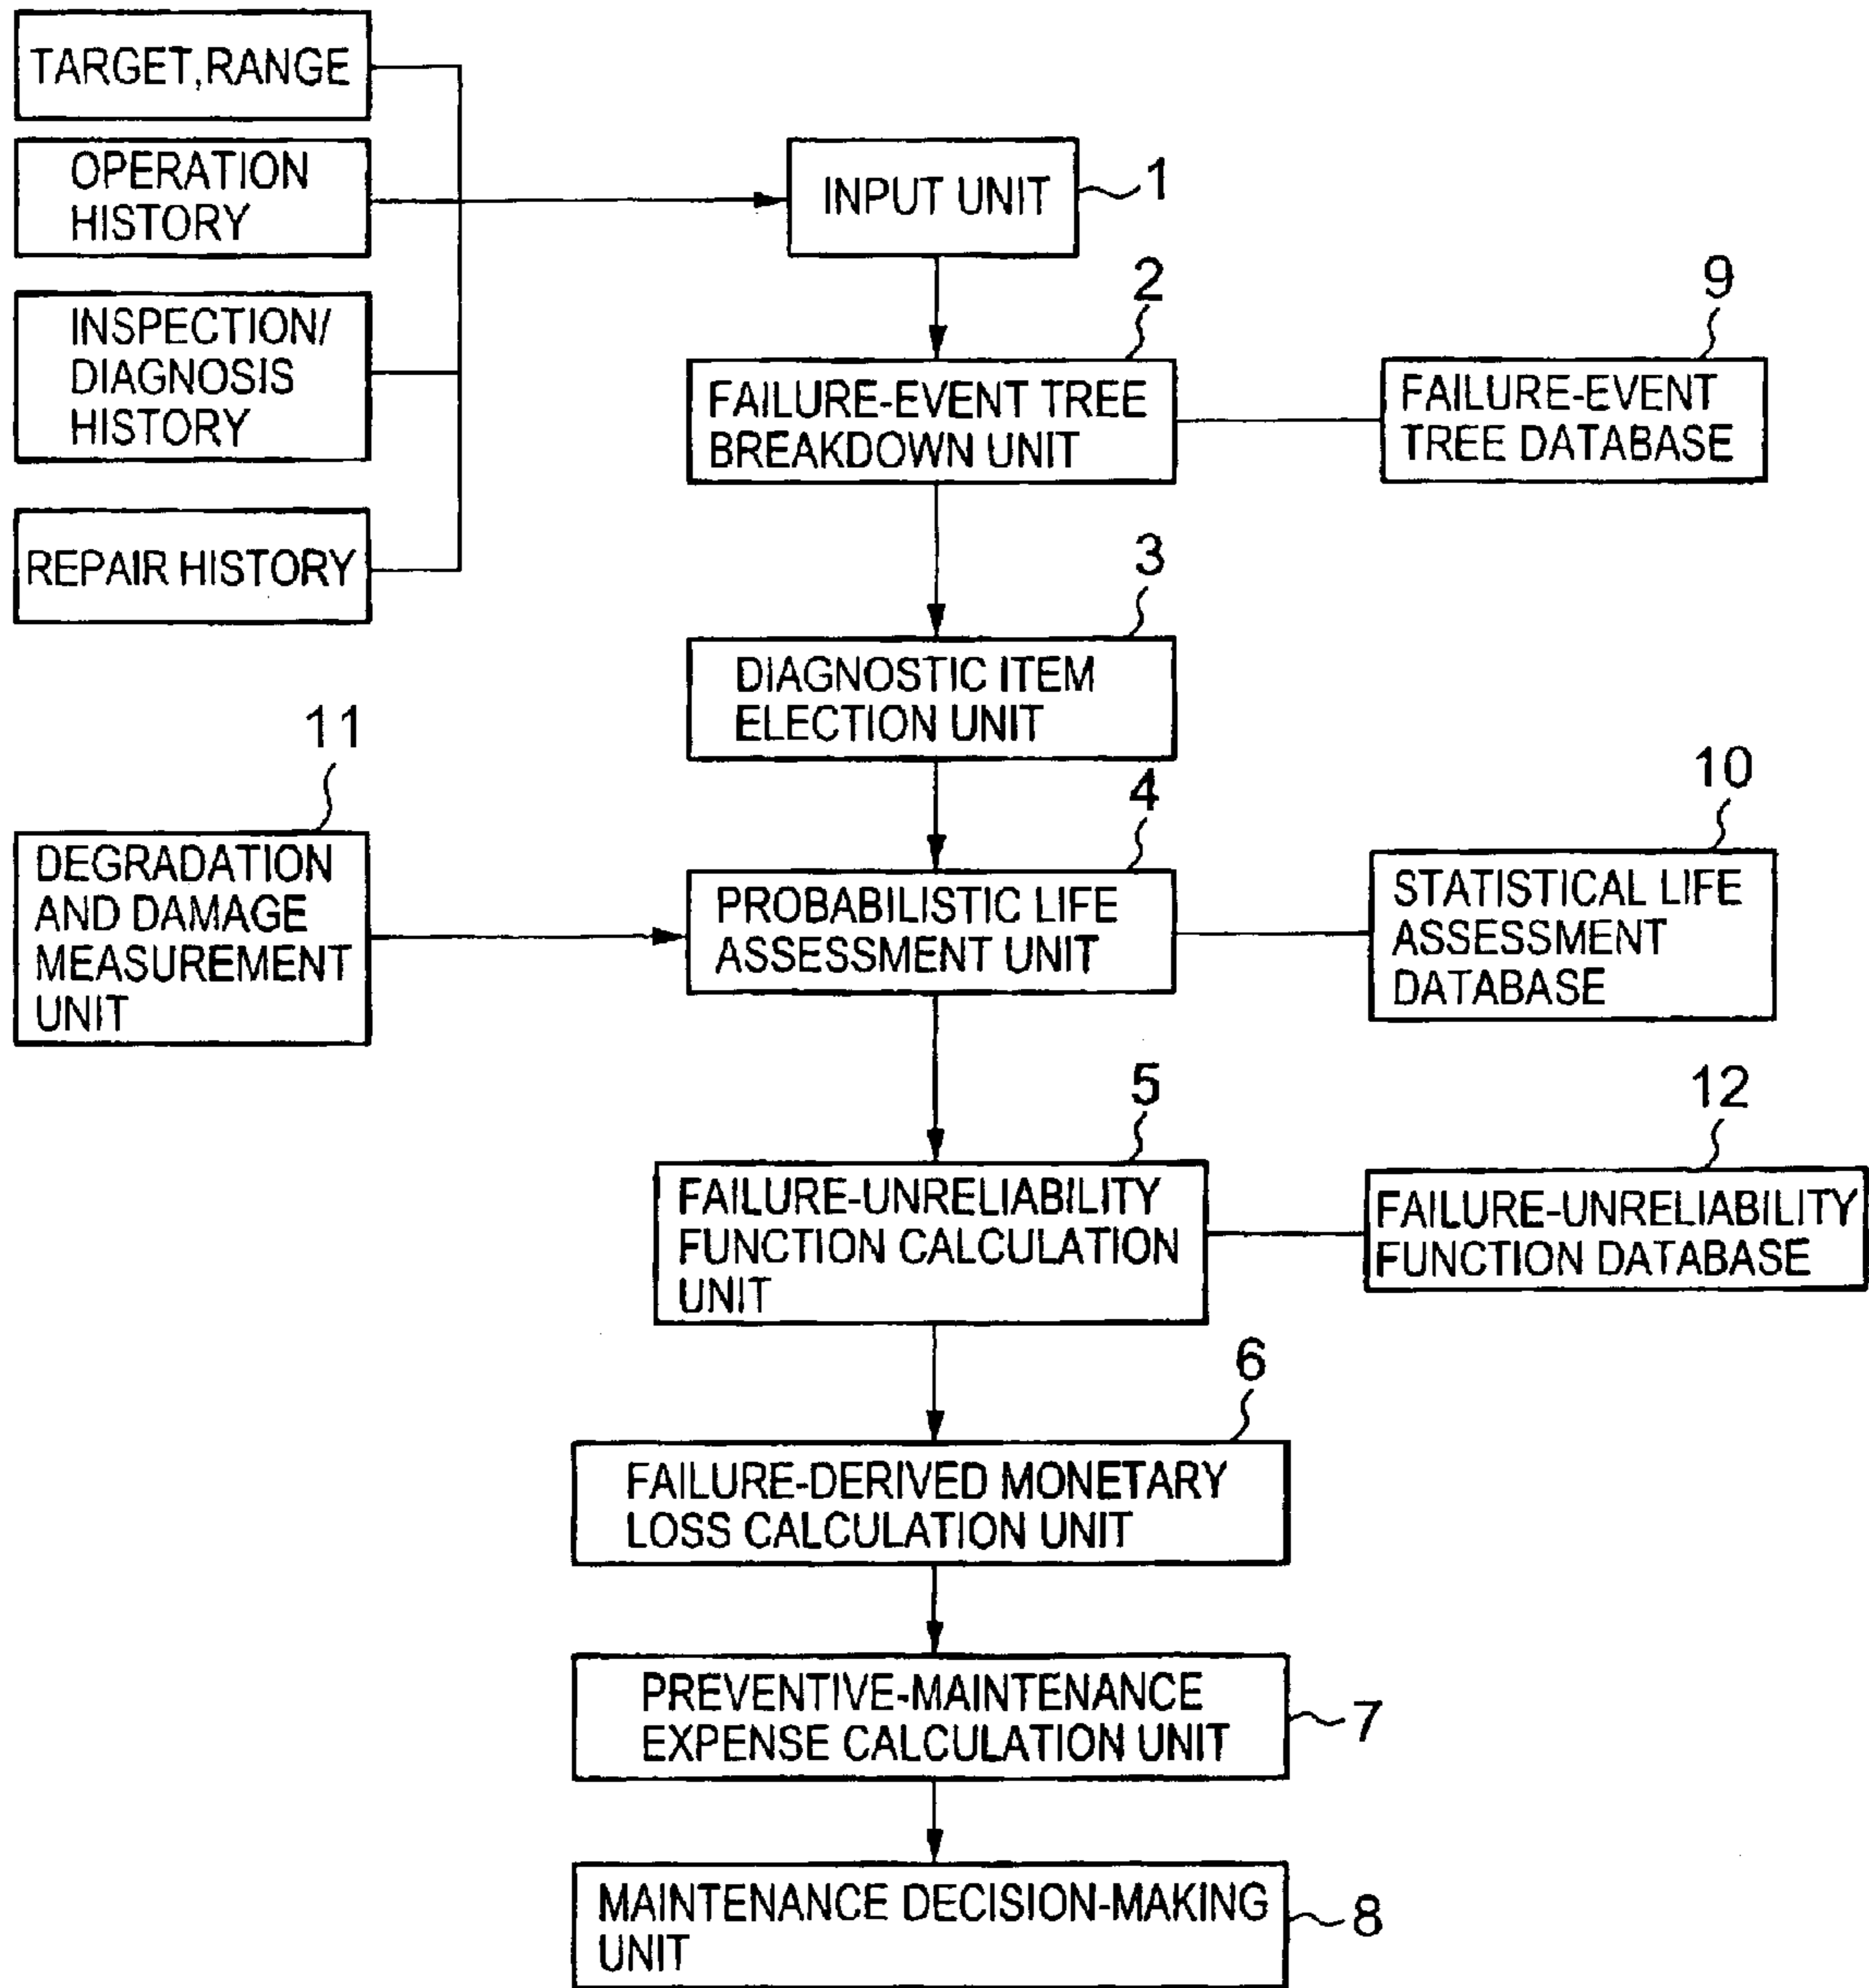 TARGET,RANGE
OPERATION
HISTORY
INSPECTION/
DIAGNOSIS
HISTORY
REPAIR HISTORY
INPUT UNIT
1
2
FAILURE-EVENT TREE
BREAKDOWN UNIT
9
FAILURE-EVENT
TREE DATABASE
3
DIAGNOSTIC ITEM
ELECTION UNIT
11
DEGRADATION
AND DAMAGE
MEASUREMENT
UNIT
4
PROBABILISTIC LIFE
ASSESSMENT UNIT
10
STATISTICAL LIFE
ASSESSMENT
DATABASE
5
FAILURE-UNRELIABILITY
FUNCTION CALCULATION
UNIT
12
FAILURE-UNRELIABILITY
FUNCTION DATABASE
6
FAILURE-DERIVED MONETARY
LOSS CALCULATION UNIT
PREVENTIVE-MAINTENANCE
EXPENSE CALCULATION UNIT
7
MAINTENANCE DECISION-MAKING
UNIT
8